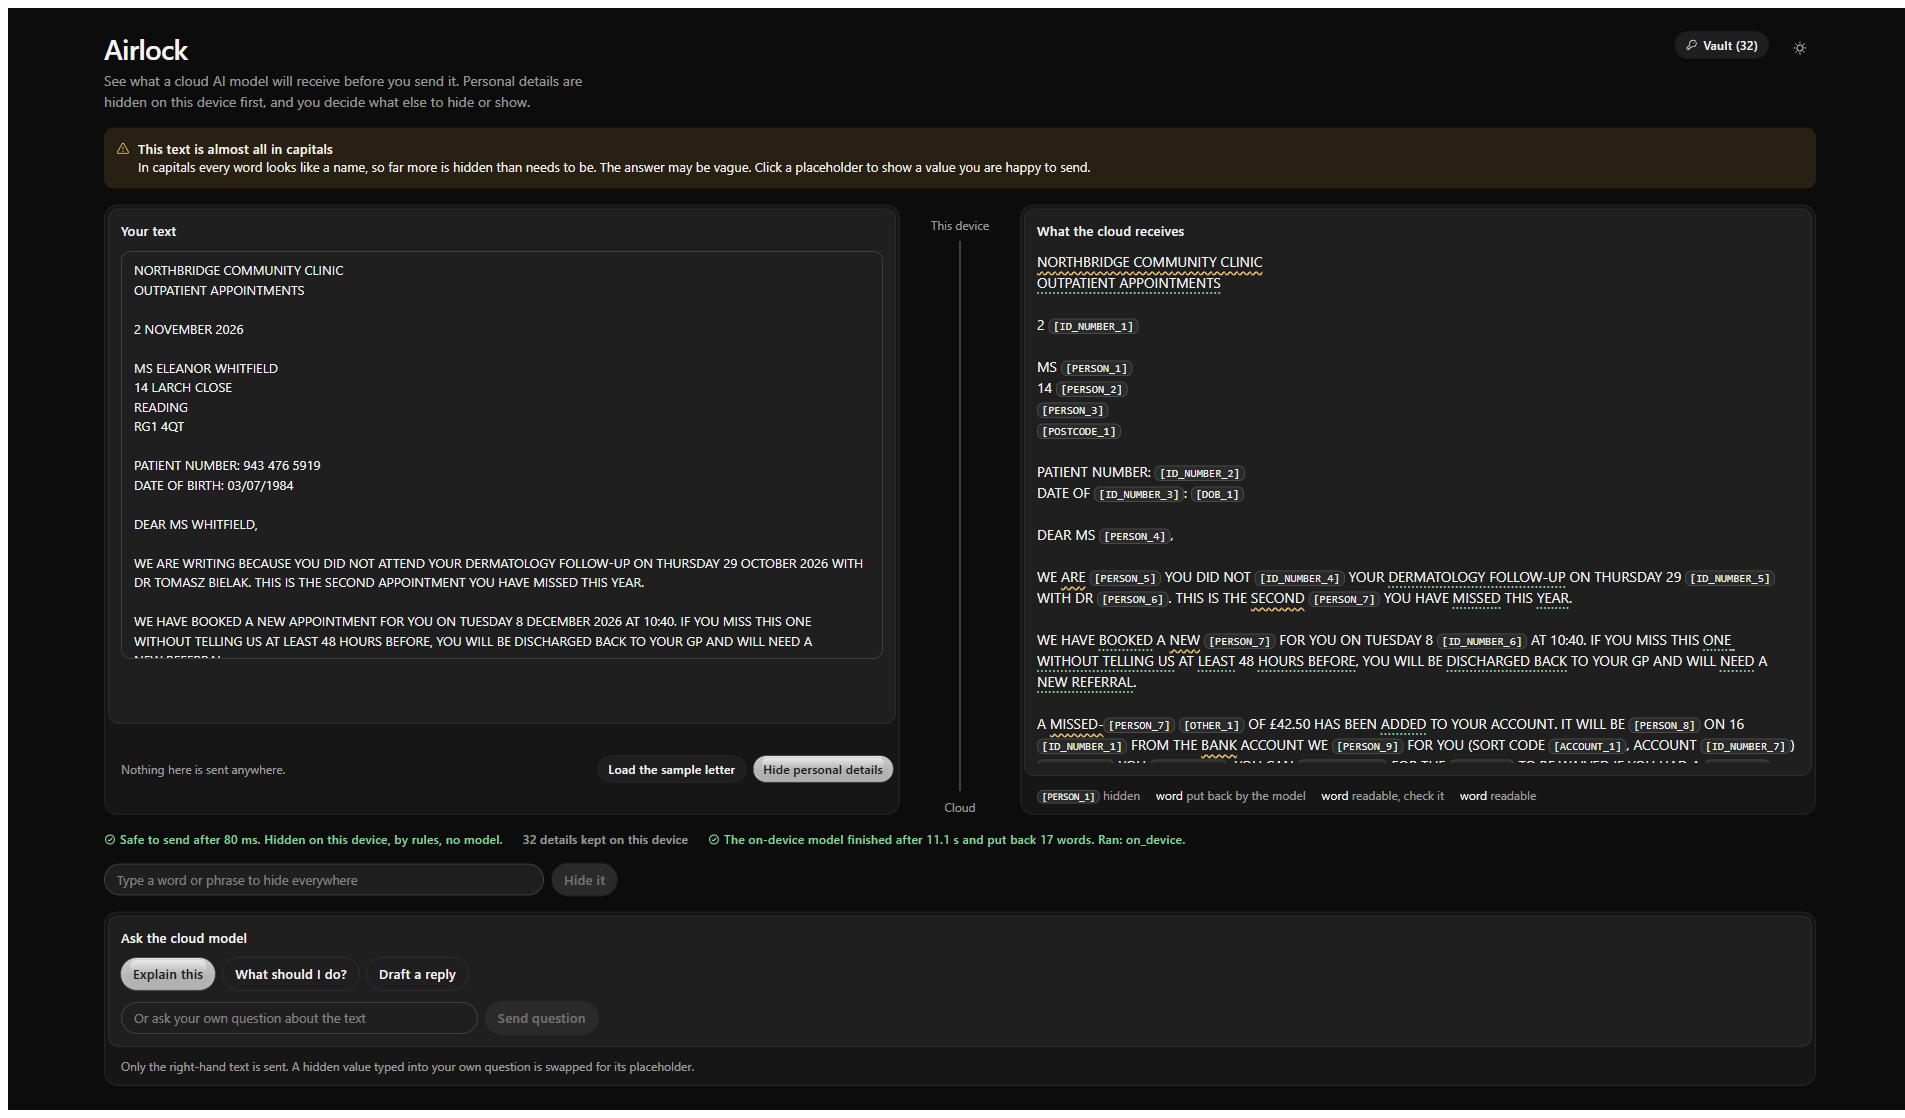 Airlock
Vault (32)
See what a cloud AI model will receive before you send it. Personal details are
hidden on this device first, and you decide what else to hide or show.
This text is almost all in capitals
In capitals every word looks like a name, so far more is hidden than needs to be. The answer may be vague. Click a placeholder to show a value you are happy to send.
Your text
NORTHBRIDGE COMMUNITY CLINIC
OUTPATIENT APPOINTMENTS
2 NOVEMBER 2026
MS ELEANOR WHITFIELD
14 LARCH CLOSE
READING
RG1 4QT
PATIENT NUMBER: 943 476 5919
DATE OF BIRTH: 03/07/1984
DEAR MS WHITFIELD,
WE ARE WRITING BECAUSE YOU DID NOT ATTEND YOUR DERMATOLOGY FOLLOW-UP ON THURSDAY 29 OCTOBER 2026 WITH
DR TOMASZ BIELAK. THIS IS THE SECOND APPOINTMENT YOU HAVE MISSED THIS YEAR.
WE HAVE BOOKED A NEW APPOINTMENT FOR YOU ON TUESDAY 8 DECEMBER 2026 AT 10:40. IF YOU MISS THIS ONE
WITHOUT TELLING US AT LEAST 48 HOURS BEFORE, YOU WILL BE DISCHARGED BACK TO YOUR GP AND WILL NEED A
Nothing here is sent anywhere.
Load the sample letter
Hide personal details
This device
Cloud
What the cloud receives
NORTHBRIDGE COMMUNITY CLINIC
OUTPATIENT APPOINTMENTS
2 [ID_NUMBER_1]
MS [PERSON_1]
14 [PERSON_2]
[PERSON_3]
[POSTCODE_1]
PATIENT NUMBER: [ID_NUMBER_2]
DATE OF [ID_NUMBER_3]: [DOB_1]
DEAR MS [PERSON_4],
WE ARE [PERSON_5] YOU DID NOT [ID_NUMBER_4] YOUR DERMATOLOGY FOLLOW-UP ON THURSDAY 29 [ID_NUMBER_5]
WITH DR [PERSON_6]. THIS IS THE SECOND [PERSON_7] YOU HAVE MISSED THIS YEAR.
WE HAVE BOOKED A NEW [PERSON_7] FOR YOU ON TUESDAY 8 [ID_NUMBER_6] AT 10:40. IF YOU MISS THIS ONE
WITHOUT TELLING US AT LEAST 48 HOURS BEFORE, YOU WILL BE DISCHARGED BACK TO YOUR GP AND WILL NEED A
NEW REFERRAL.
A MISSED-[PERSON_7] [OTHER_1] OF £42.50 HAS BEEN ADDED TO YOUR ACCOUNT. IT WILL BE [PERSON_8] ON 16
[ID_NUMBER_1] FROM THE BANK ACCOUNT WE [PERSON_9] FOR YOU (SORT CODE [ACCOUNT_1], ACCOUNT [ID_NUMBER_7])
[PERSON_1] hidden word put back by the model word readable, check it word readable
Safe to send after 80 ms. Hidden on this device, by rules, no model. 32 details kept on this device The on-device model finished after 11.1 s and put back 17 words. Ran: on_device.
Type a word or phrase to hide everywhere
Hide it
Ask the cloud model
Explain this
What should I do?
Draft a reply
Or ask your own question about the text
Send question
Only the right-hand text is sent. A hidden value typed into your own question is swapped for its placeholder.